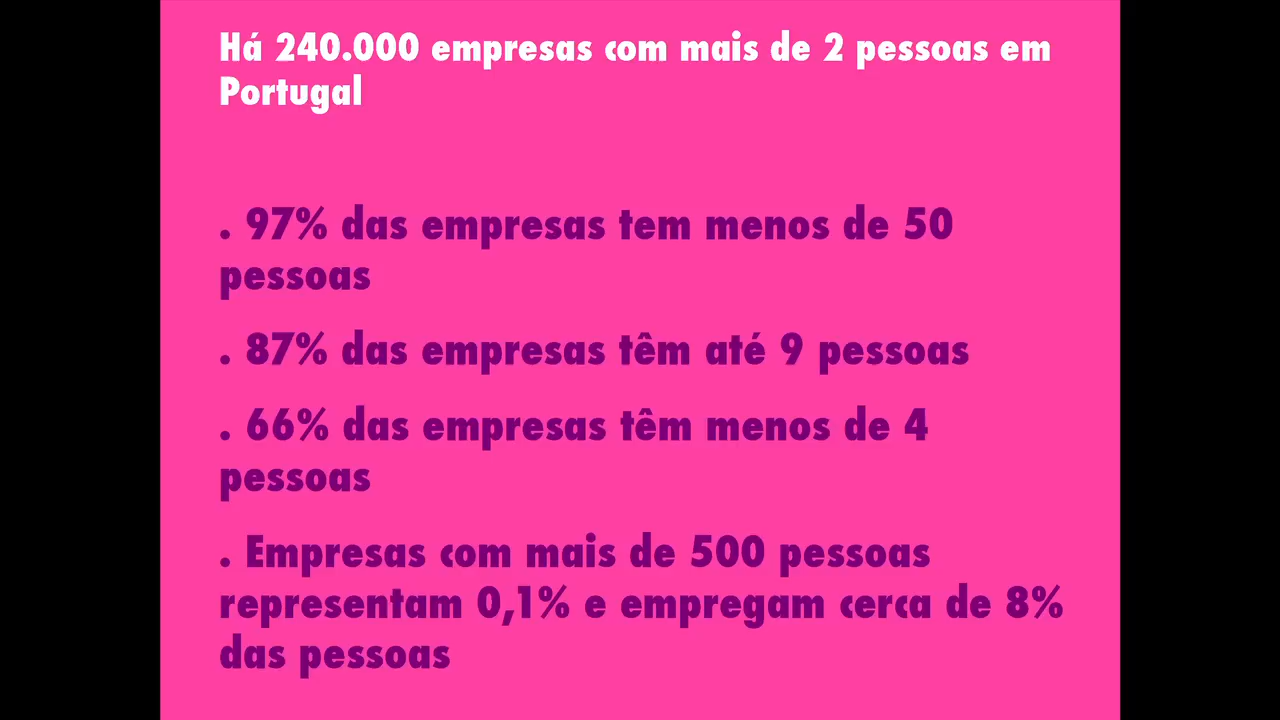 Há 240.000 empresas com mais de 2 pessoas em
Portugal
. 97% das empresas tem menos de 50
pessoas
. 87% das empresas têm até 9 pessoas
. 66% das empresas têm menos de 4
pessoas
. Empresas com mais de 500 pessoas
representam 0,1% e empregam cerca de 8%
das pessoas